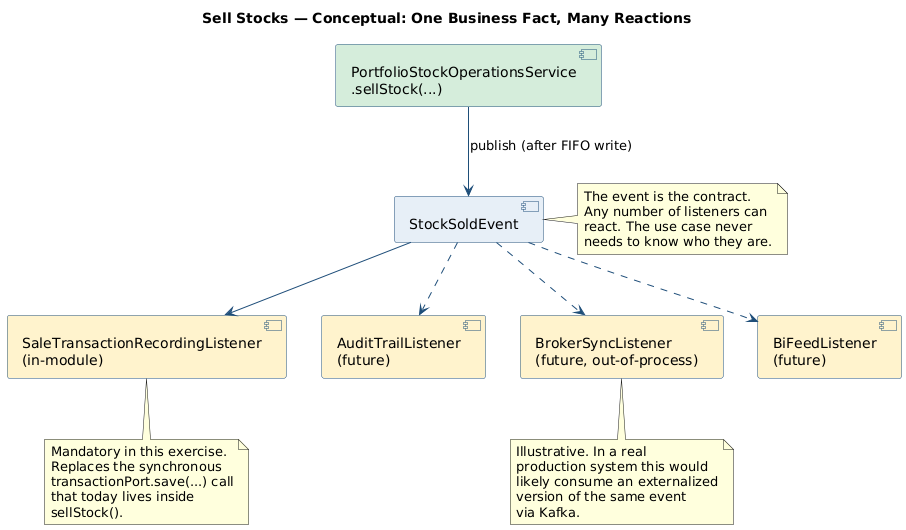 Sell Stocks — Conceptual: One Business Fact, Many Reactions
PortfolioStockOperationsService
.sellStock(...)
publish (after FIFO write)
StockSoldEvent
The event is the contract.
Any number of listeners can
react. The use case never
needs to know who they are.
SaleTransactionRecordingListener
(in-module)
AuditTrailListener
(future)
BrokerSyncListener
(future, out-of-process)
BiFeedListener
(future)
Mandatory in this exercise.
Replaces the synchronous
transactionPort.save(...) call
that today lives inside
sellStock().
Illustrative. In a real
production system this would
likely consume an externalized
version of the same event
via Kafka.